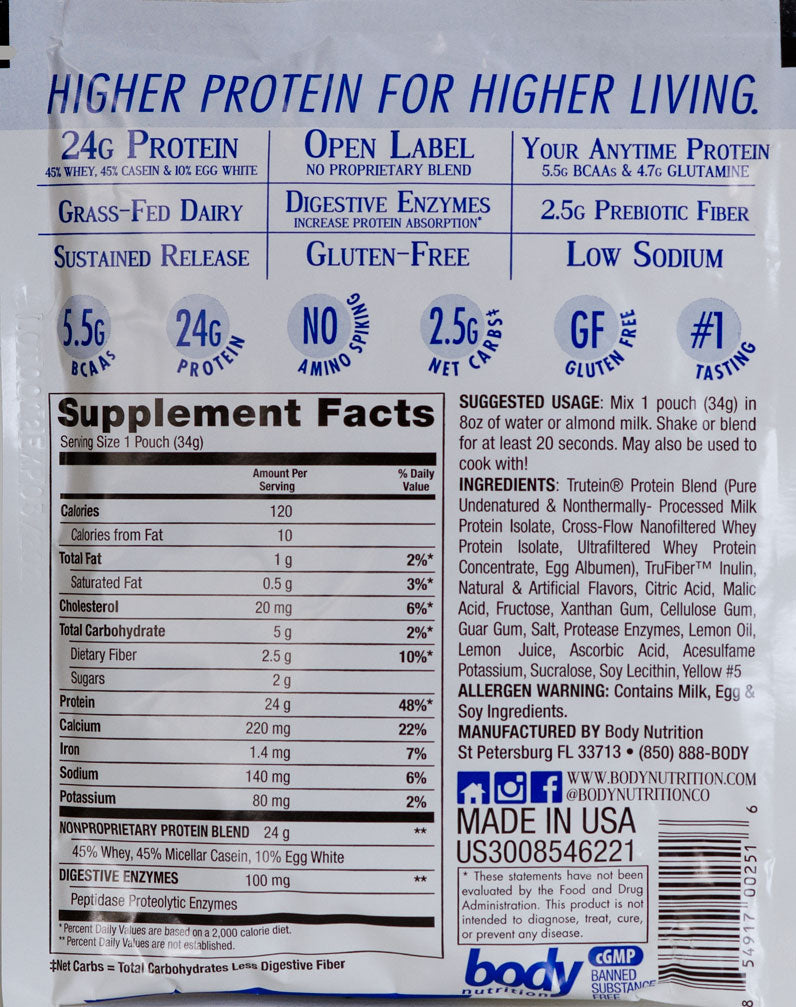 HIGHER PROTEIN FOR HIGHER LIVING.
24G PROTEIN
45% WHEY, 45% CASEIN & 10% EGG WHITE
OPEN LABEL
NO PROPRIETARY BLEND
YOUR ANYTIME PROTEIN
5.5G BCAAS & 4.7G GLUTAMINE
GRASS-FED DAIRY
DIGESTIVE ENZYMES
INCREASE PROTEIN ABSORPTION*
2.5G PREBIOTIC FIBER
SUSTAINED RELEASE
GLUTEN-FREE
LOW SODIUM
5.5G
BCAAS
24G
PROTEIN
NO
AMINO SPIKING
2.5G
NET CARBS‡
GF
GLUTEN FREE
#1
TASTING
Supplement Facts
Serving Size 1 Pouch (34g)
Amount Per % Daily
Serving Value
Calories 120
Calories from Fat 10
Total Fat 1 g 2%*
Saturated Fat 0.5 g 3%*
Cholesterol 20 mg 6%*
Total Carbohydrate 5 g 2%*
Dietary Fiber 2.5 g 10%*
Sugars 2 g
Protein 24 g 48%*
Calcium 220 mg 22%
Iron 1.4 mg 7%
Sodium 140 mg 6%
Potassium 80 mg 2%
NONPROPRIETARY PROTEIN BLEND 24 g **
45% Whey, 45% Micellar Casein, 10% Egg White
DIGESTIVE ENZYMES 100 mg **
Peptidase Proteolytic Enzymes
* Percent Daily Values are based on a 2,000 calorie diet.
** Percent Daily Values are not established.
‡Net Carbs = Total Carbohydrates Less Digestive Fiber
SUGGESTED USAGE: Mix 1 pouch (34g) in
8oz of water or almond milk. Shake or blend
for at least 20 seconds. May also be used to
cook with!
INGREDIENTS: Trutein® Protein Blend (Pure
Undenatured & Nonthermally- Processed Milk
Protein Isolate, Cross-Flow Nanofiltered Whey
Protein Isolate, Ultrafiltered Whey Protein
Concentrate, Egg Albumen), TruFiber™ Inulin,
Natural & Artificial Flavors, Citric Acid, Malic
Acid, Fructose, Xanthan Gum, Cellulose Gum,
Guar Gum, Salt, Protease Enzymes, Lemon Oil,
Lemon Juice, Ascorbic Acid, Acesulfame
Potassium, Sucralose, Soy Lecithin, Yellow #5
ALLERGEN WARNING: Contains Milk, Egg &
Soy Ingredients.
MANUFACTURED BY Body Nutrition
St Petersburg FL 33713 • (850) 888-BODY
WWW.BODYNUTRITION.COM
@BODYNUTRITIONCO
MADE IN USA
US3008546221
* These statements have not been
evaluated by the Food and Drug
Administration. This product is not
intended to diagnose, treat, cure,
or prevent any disease.
body
nutrition
cGMP
BANNED
SUBSTANCE
FREE
8 54917 00251 6